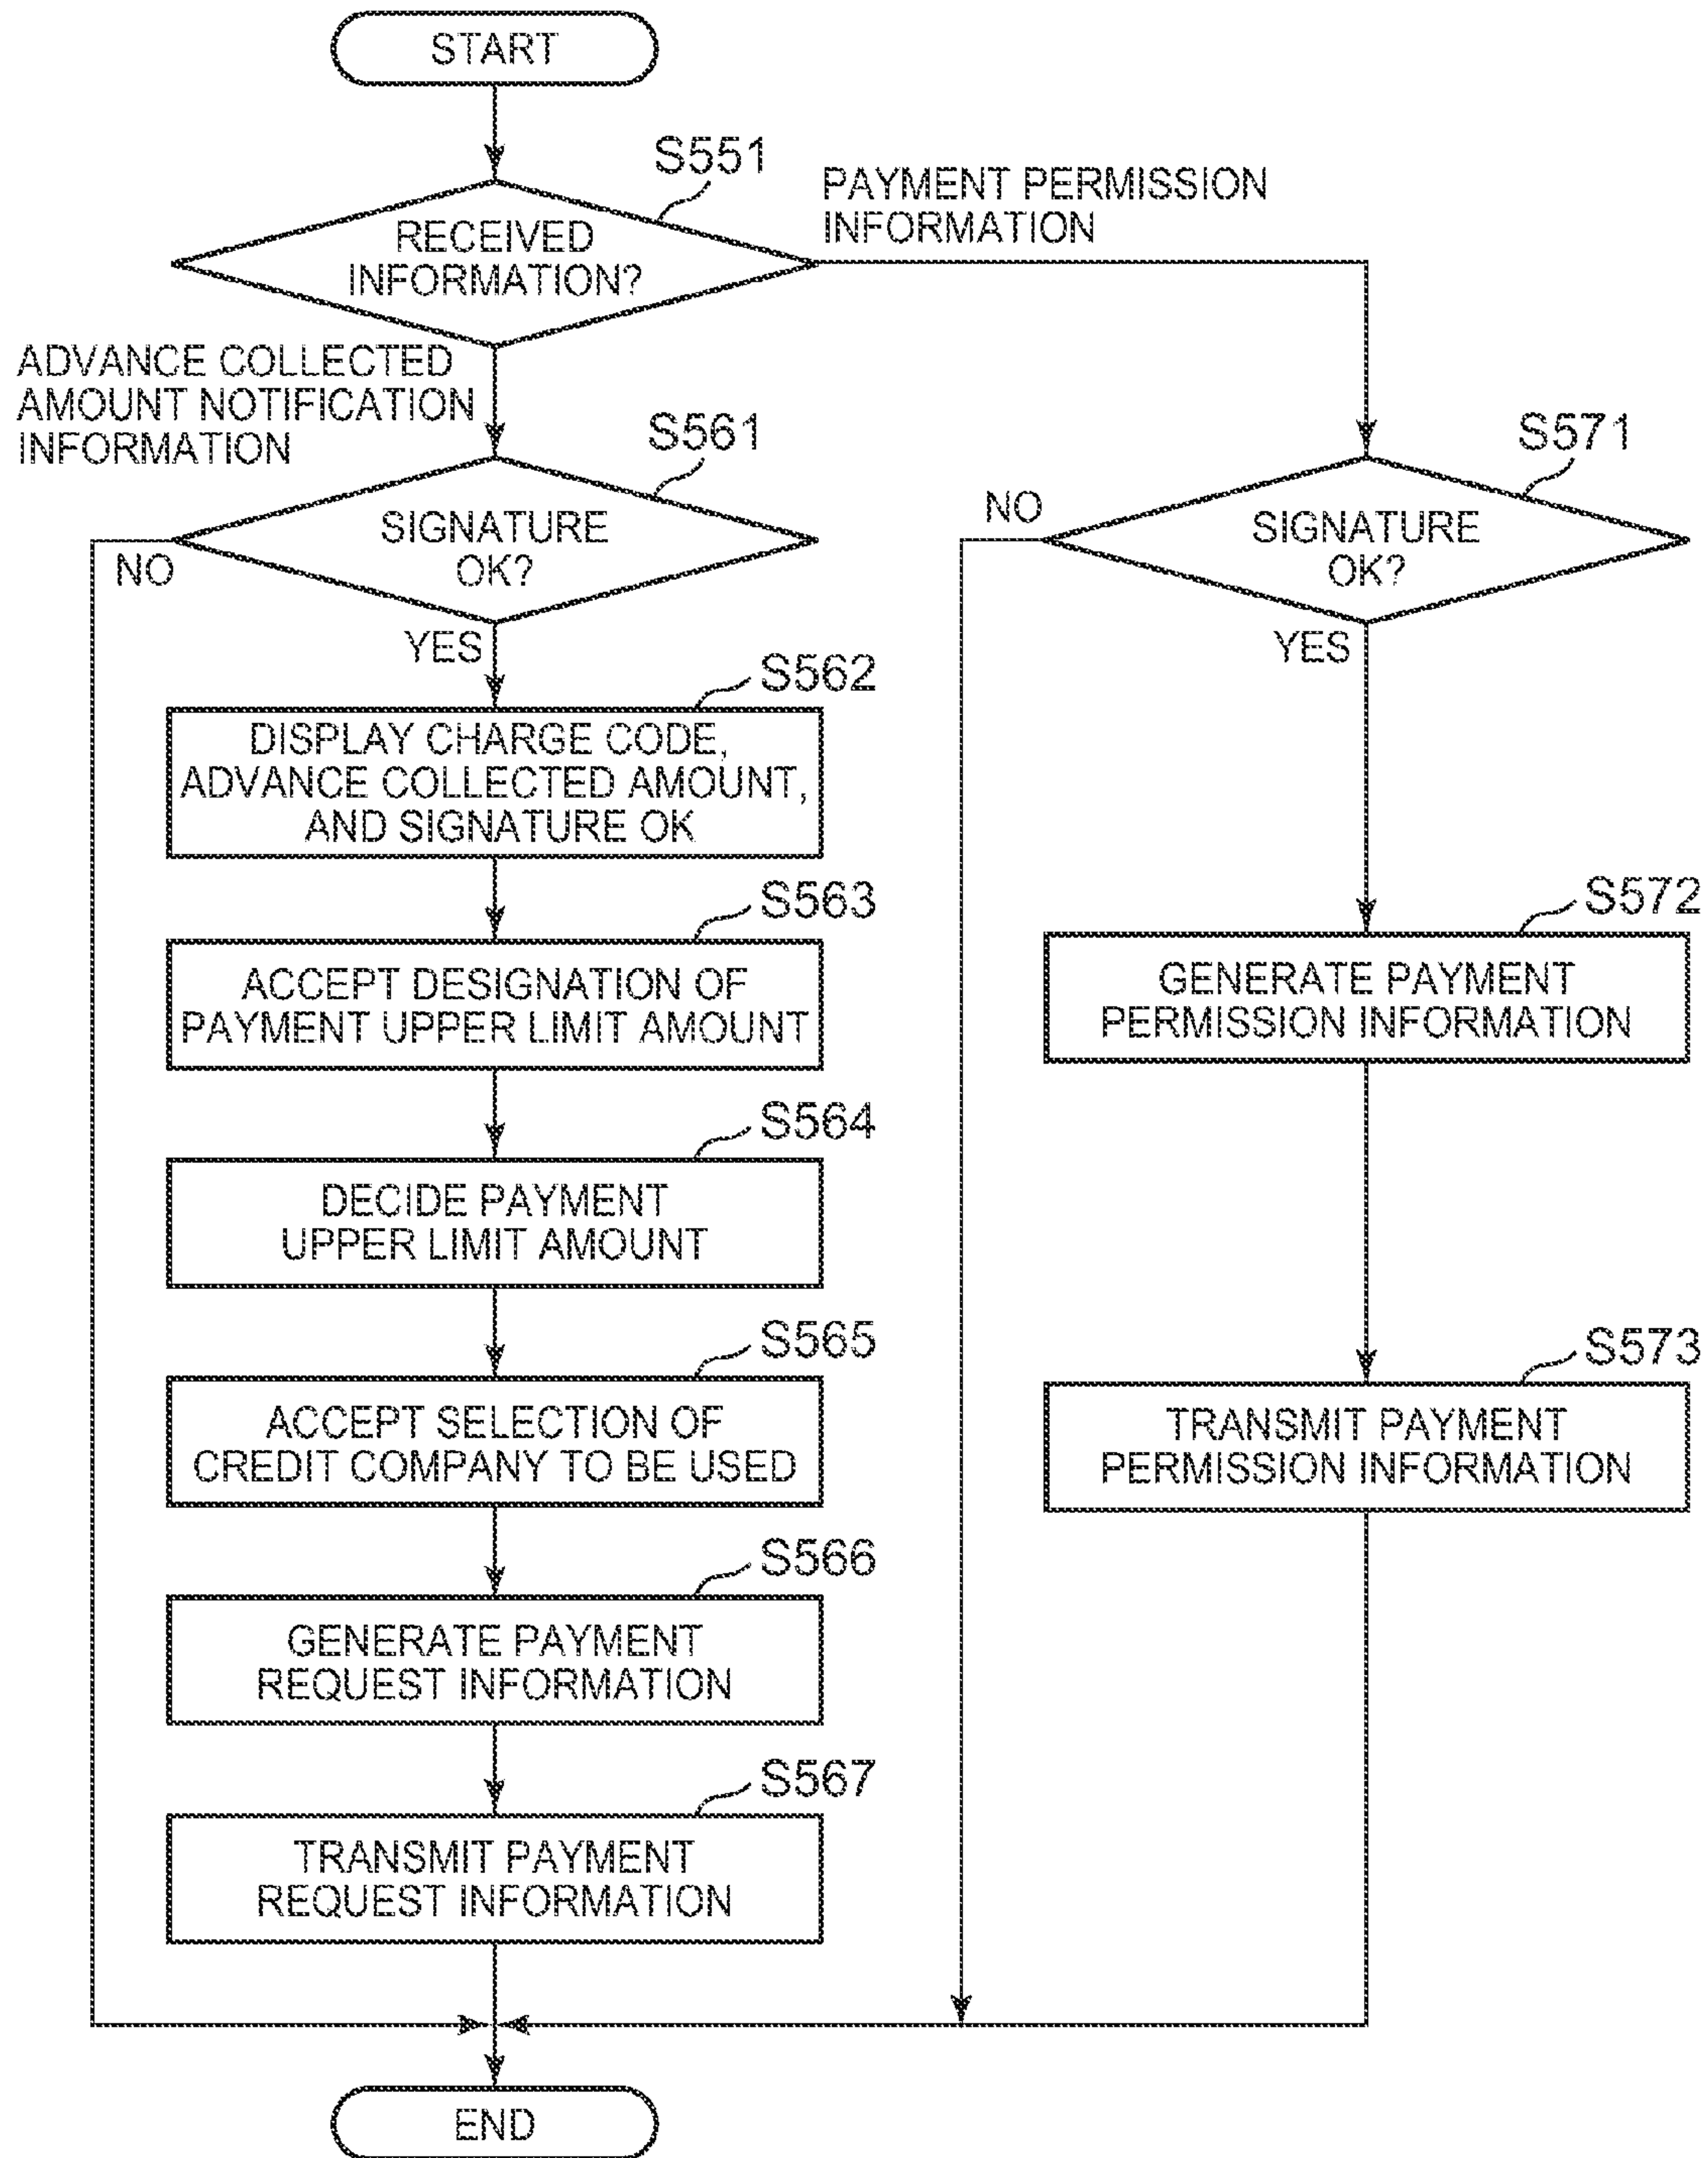 START
S551
RECEIVED
INFORMATION?
PAYMENT PERMISSION
INFORMATION
ADVANCE COLLECTED
AMOUNT NOTIFICATION
INFORMATION
S561
SIGNATURE
OK?
NO
YES
S571
SIGNATURE
OK?
NO
YES
S562
DISPLAY CHARGE CODE,
ADVANCE COLLECTED AMOUNT,
AND SIGNATURE OK
S563
ACCEPT DESIGNATION OF
PAYMENT UPPER LIMIT AMOUNT
S564
DECIDE PAYMENT
UPPER LIMIT AMOUNT
S565
ACCEPT SELECTION OF
CREDIT COMPANY TO BE USED
S566
GENERATE PAYMENT
REQUEST INFORMATION
S567
TRANSMIT PAYMENT
REQUEST INFORMATION
S572
GENERATE PAYMENT
PERMISSION INFORMATION
S573
TRANSMIT PAYMENT
PERMISSION INFORMATION
END